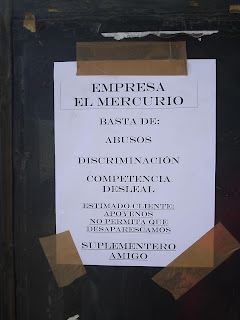 EMPRESA
EL MERCURIO
BASTA DE:
ABUSOS
DISCRIMINACIÓN
COMPETENCIA
DESLEAL
ESTIMADO CLIENTE:
APOYENOS
NO PERMITA QUE
DESAPARESCAMOS
SUPLEMENTERO
AMIGO